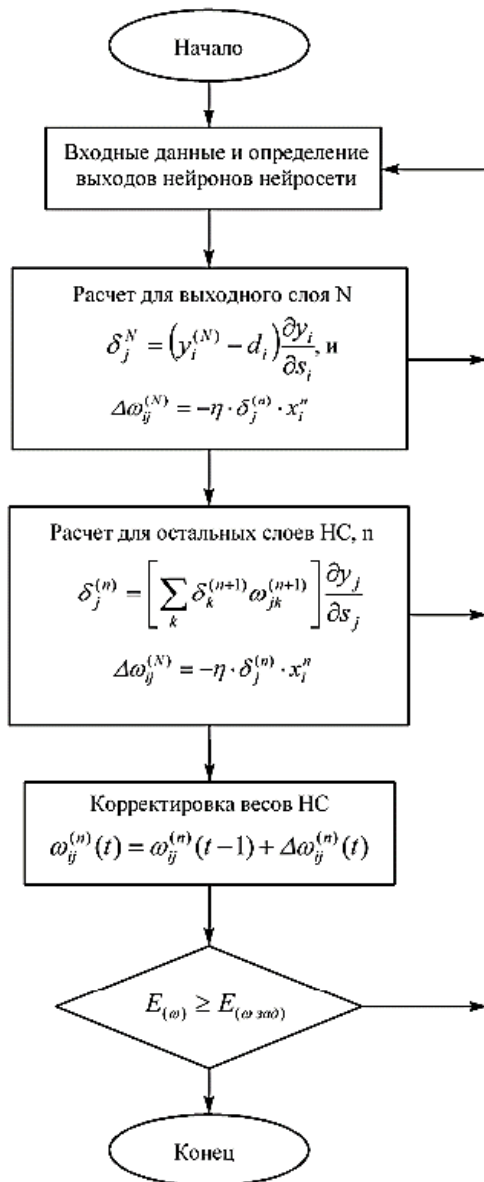 Начало
Входные данные и определение
выходов нейронов нейросети
Расчет для выходного слоя N
δ_j^N = (y_i^(N) − d_i) ∂y_i/∂s_i, и
Δω_ij^(N) = −η · δ_j^(n) · x_i^n
Расчет для остальных слоев НС, n
δ_j^(n) = [∑_k δ_k^(n+1) ω_jk^(n+1)] ∂y_j/∂s_j
Δω_ij^(N) = −η · δ_j^(n) · x_i^n
Корректировка весов НС
ω_ij^(n)(t) = ω_ij^(n)(t−1) + Δω_ij^(n)(t)
E_(ω) ≥ E_(ω зад)
Конец